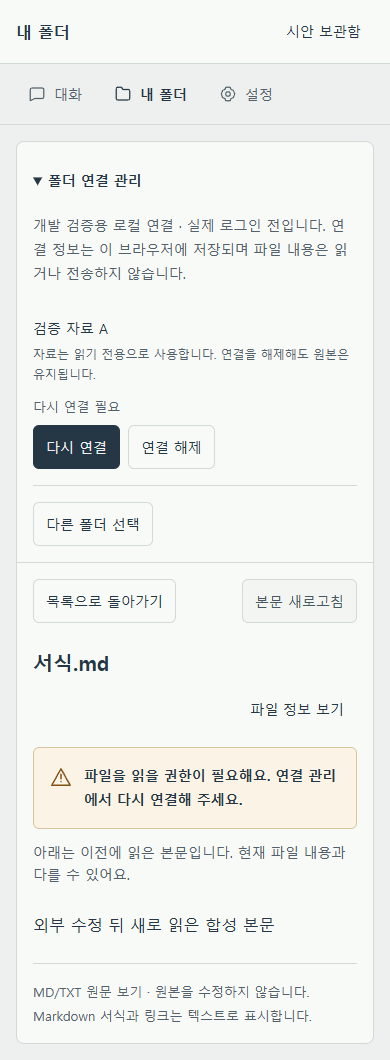 내 폴더
시안 보관함
대화
내 폴더
설정
▼ 폴더 연결 관리
개발 검증용 로컬 연결 · 실제 로그인 전입니다. 연
결 정보는 이 브라우저에 저장되며 파일 내용은 읽
거나 전송하지 않습니다.
검증 자료 A
자료는 읽기 전용으로 사용합니다. 연결을 해제해도 원본은
유지됩니다.
다시 연결 필요
다시 연결
연결 해제
다른 폴더 선택
목록으로 돌아가기
본문 새로고침
서식.md
파일 정보 보기
파일을 읽을 권한이 필요해요. 연결 관리
에서 다시 연결해 주세요.
아래는 이전에 읽은 본문입니다. 현재 파일 내용과
다를 수 있어요.
외부 수정 뒤 새로 읽은 합성 본문
MD/TXT 원문 보기 · 원본을 수정하지 않습니다.
Markdown 서식과 링크는 텍스트로 표시합니다.